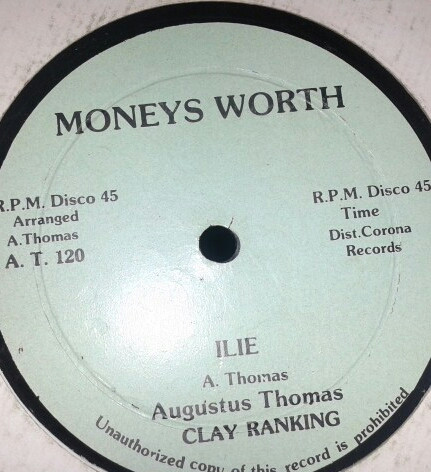 MONEYS WORTH
R.P.M. Disco 45
Arranged
A.Thomas
A. T. 120
R.P.M. Disco 45
Time
Dist.Corona
Records
ILIE
A. Thomas
Augustus Thomas
CLAY RANKING
Unauthorized copy of this record is prohibited